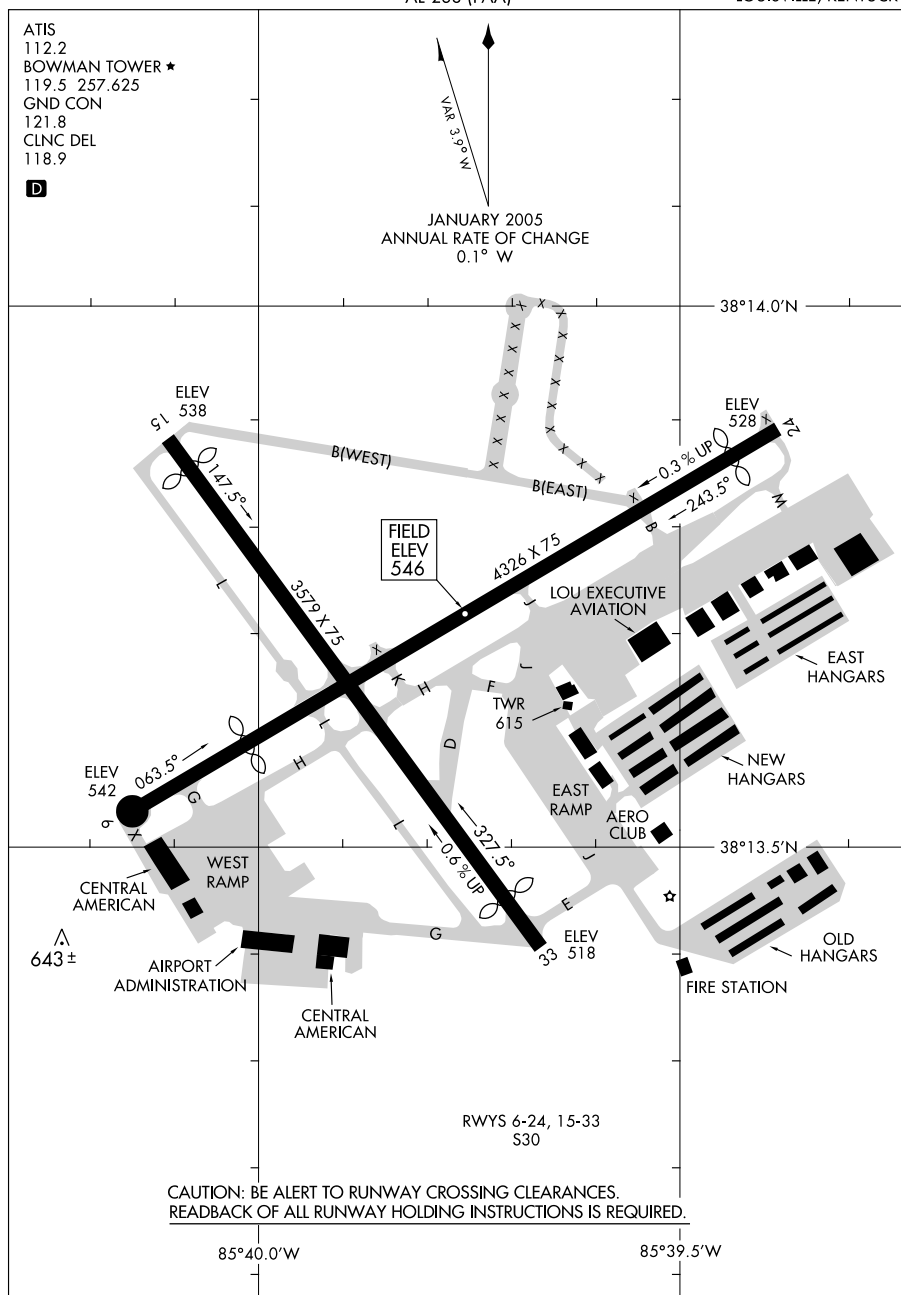 ATIS
112.2
BOWMAN TOWER ★
119.5 257.625
GND CON
121.8
CLNC DEL
118.9
D
VAR 3.9° W
JANUARY 2005
ANNUAL RATE OF CHANGE
0.1° W
38°14.0'N
X X X X X X X X X X X X X X X X X
ELEV
538
15
ELEV
528
24
X
B(WEST)
B(EAST)
X
0.3 % UP
243.5°
147.5°
B
W
FIELD
ELEV
546
4326 X 75
3579 X 75
L
J
LOU EXECUTIVE
AVIATION
EAST
HANGARS
X
K
H
F
J
TWR
615
L
D
063.5°
H
ELEV
542
G
6
X
NEW
HANGARS
EAST
RAMP
AERO
CLUB
L
327.5°
0.6 % UP
J
38°13.5'N
WEST
RAMP
CENTRAL
AMERICAN
E
G
643 ±
ELEV
518
33
OLD
HANGARS
AIRPORT
ADMINISTRATION
FIRE STATION
CENTRAL
AMERICAN
RWYS 6-24, 15-33
S30
CAUTION: BE ALERT TO RUNWAY CROSSING CLEARANCES.
READBACK OF ALL RUNWAY HOLDING INSTRUCTIONS IS REQUIRED.
85°40.0'W
85°39.5'W